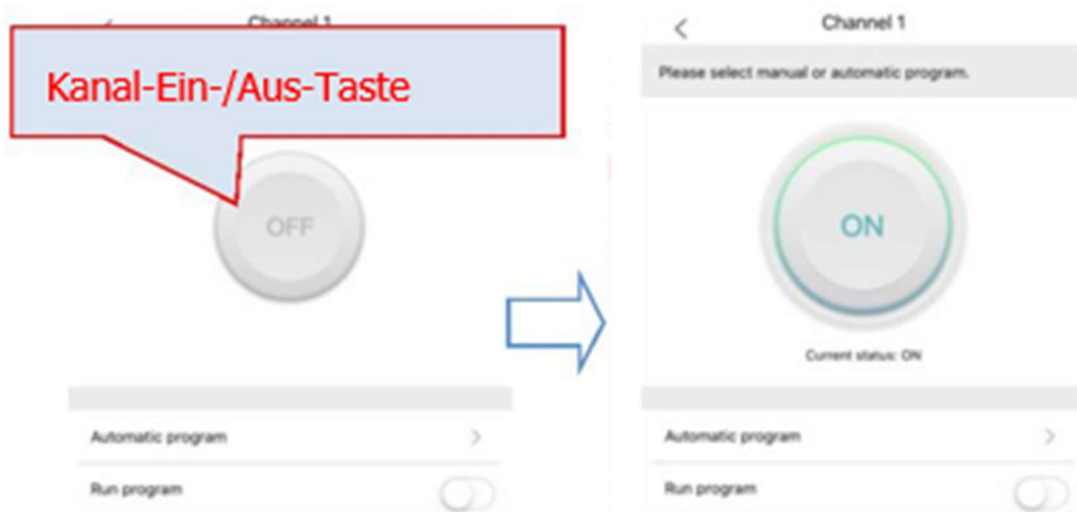 Channel 1
Kanal-Ein-/Aus-Taste
OFF
Automatic program
Run program
Channel 1
Please select manual or automatic program.
ON
Current status: ON
Automatic program
Run program